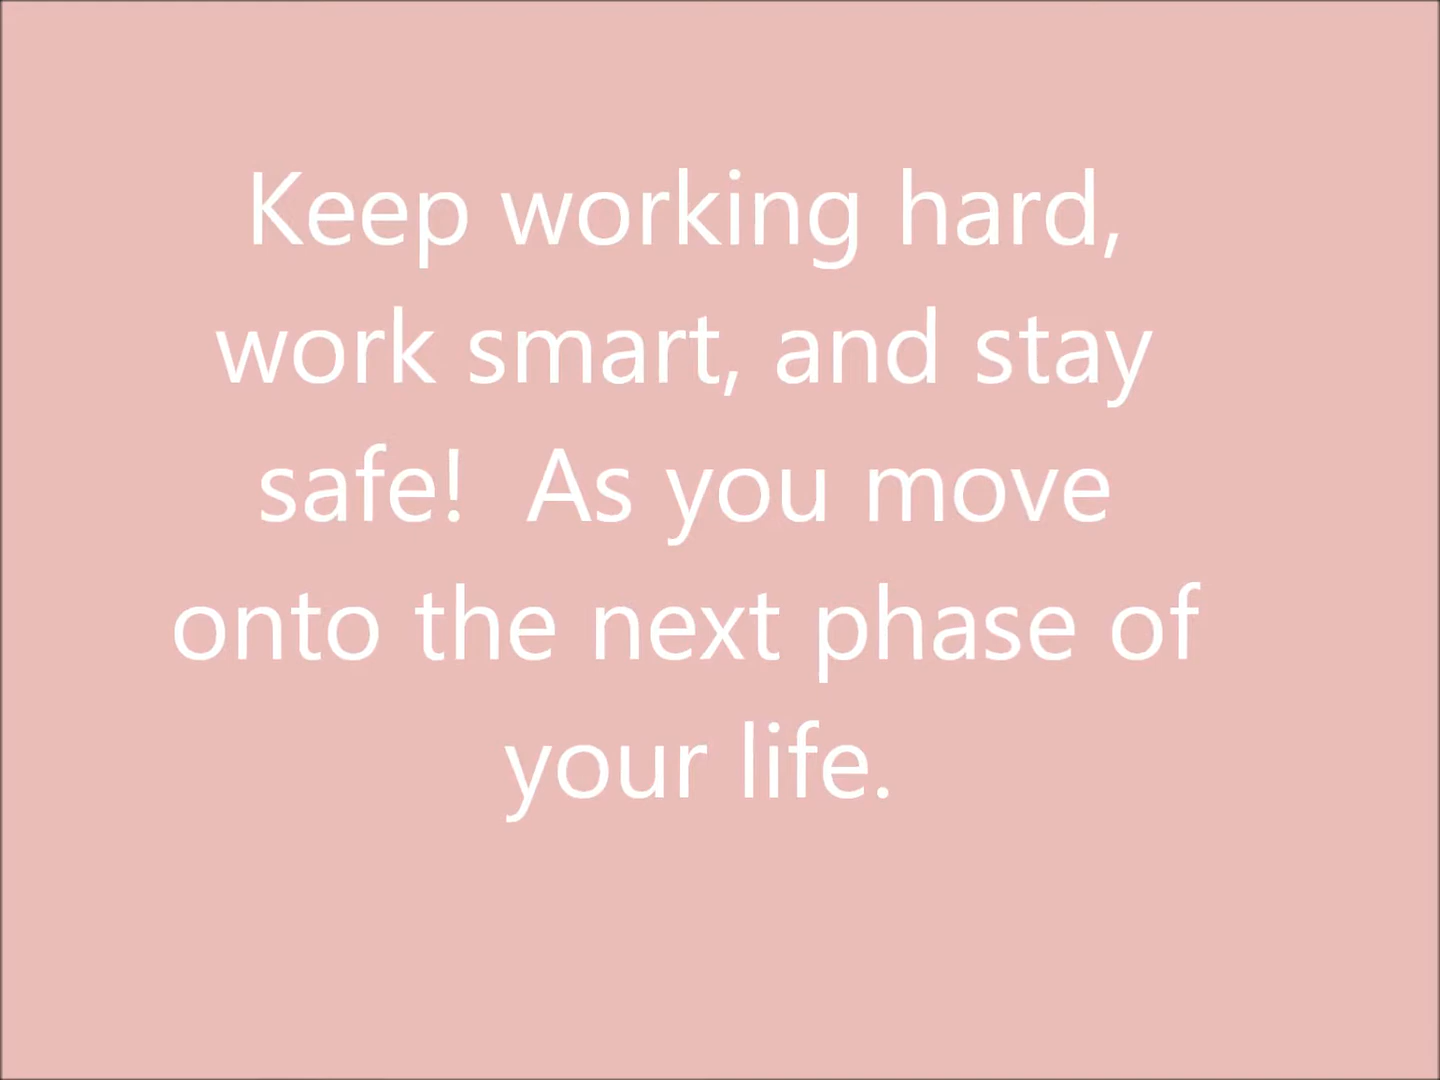 Keep working hard,
work smart, and stay
safe!  As you move
onto the next phase of
your life.